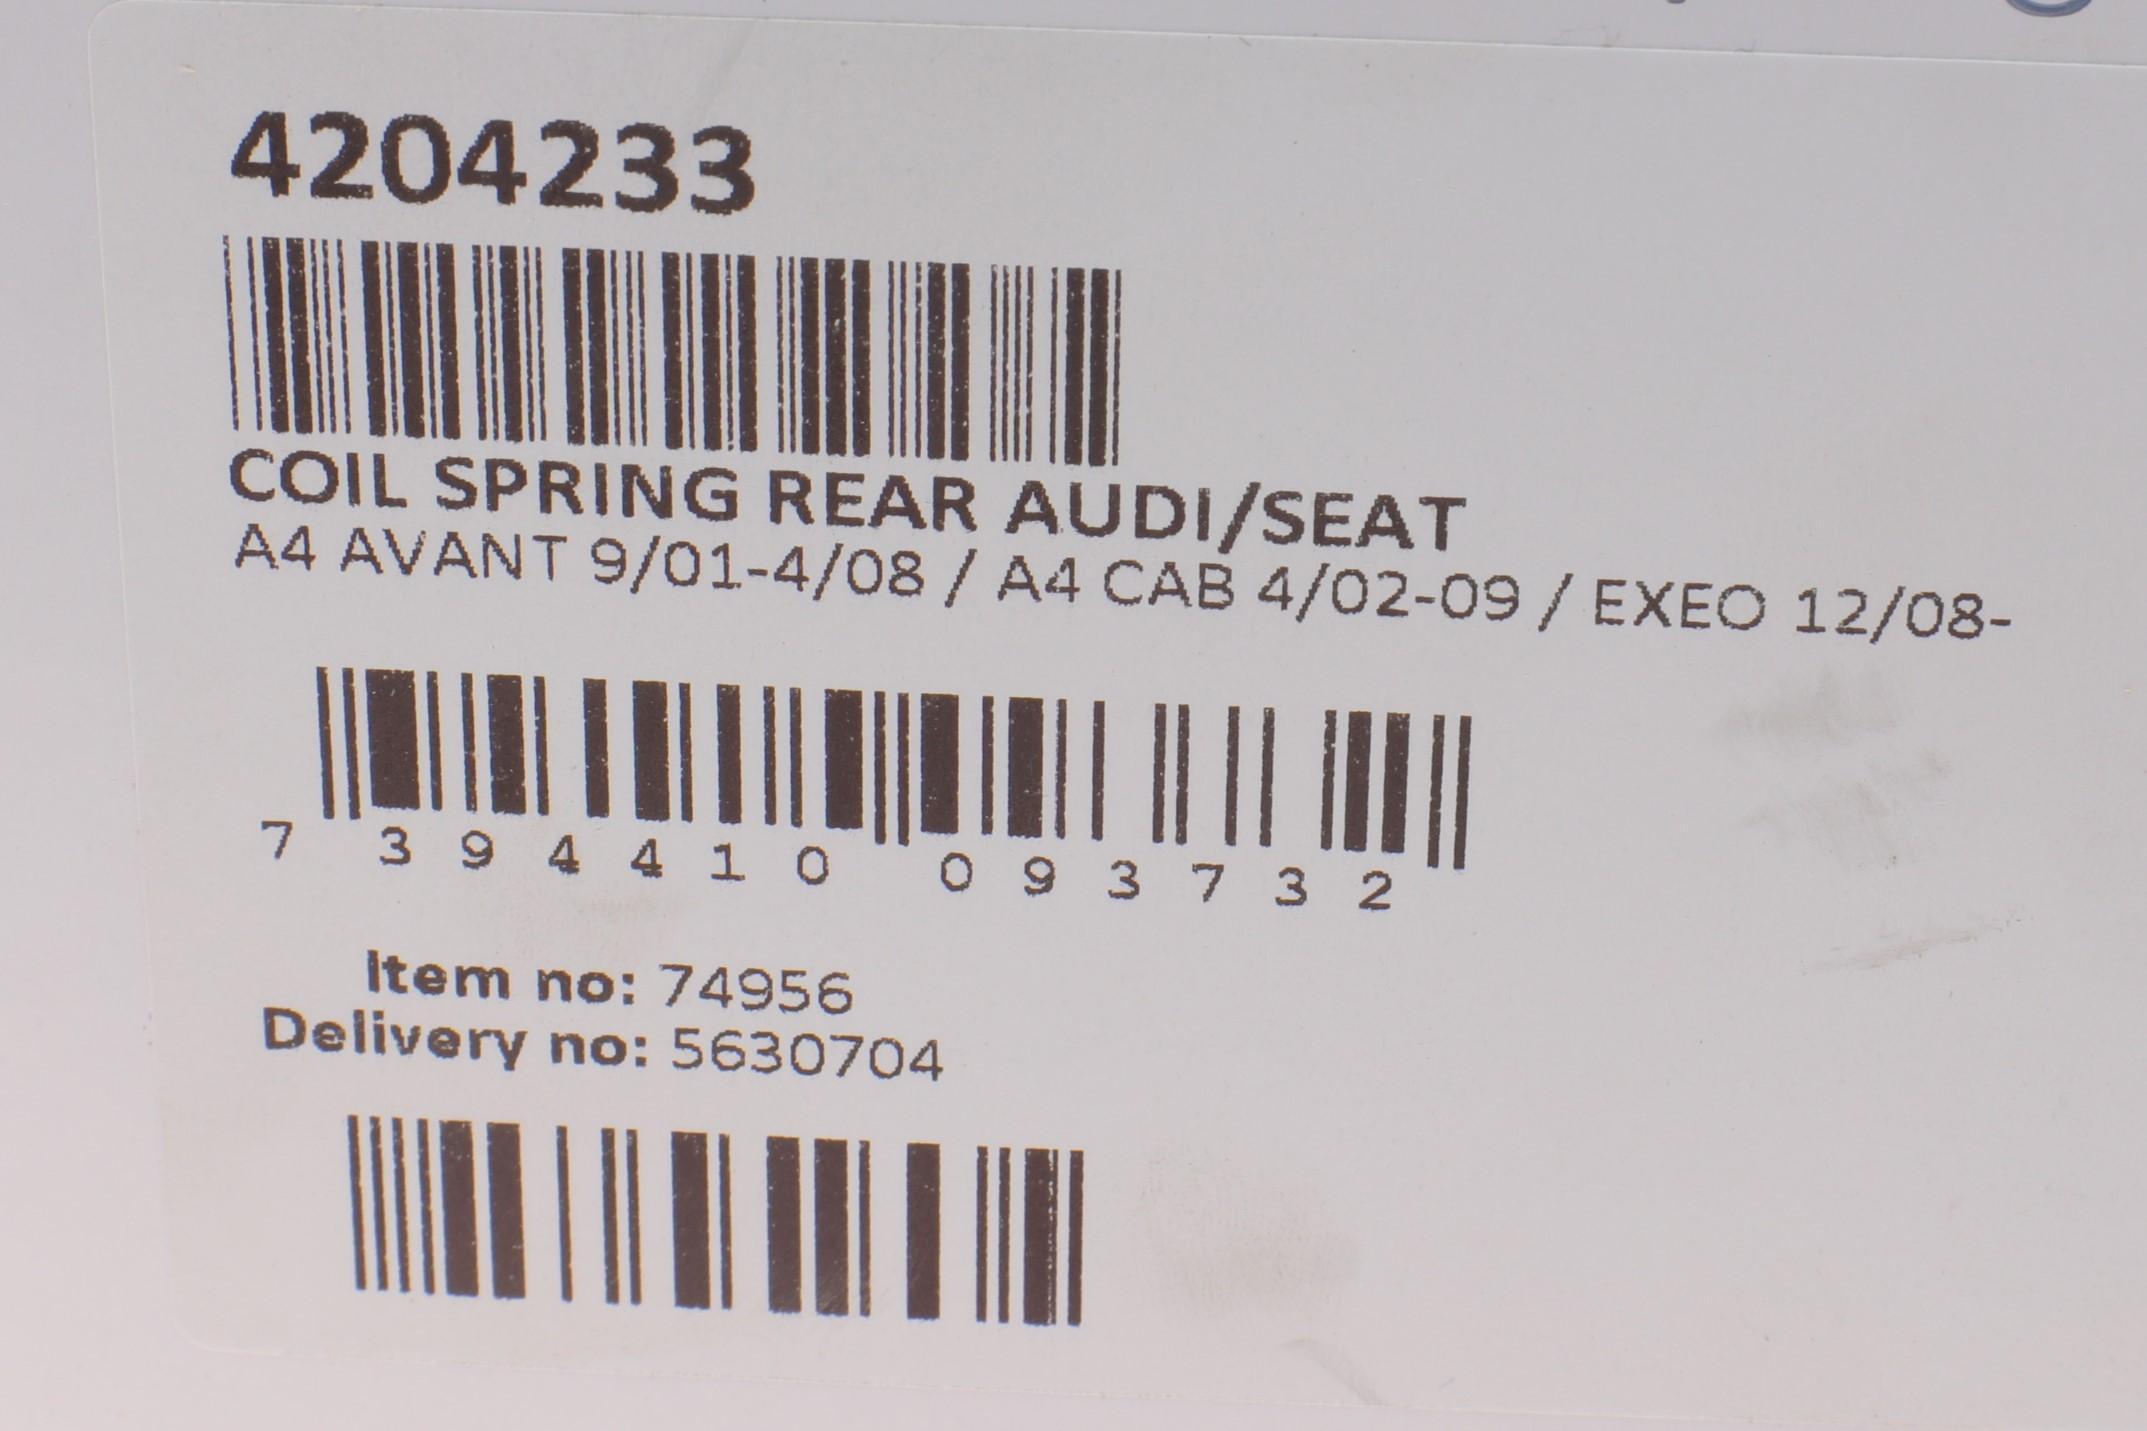 4204233
COIL SPRING REAR AUDI/SEAT
A4 AVANT 9/01-4/08 / A4 CAB 4/02-09 / EXEO 12/08-
7 394410 093732
Item no: 74956
Delivery no: 5630704